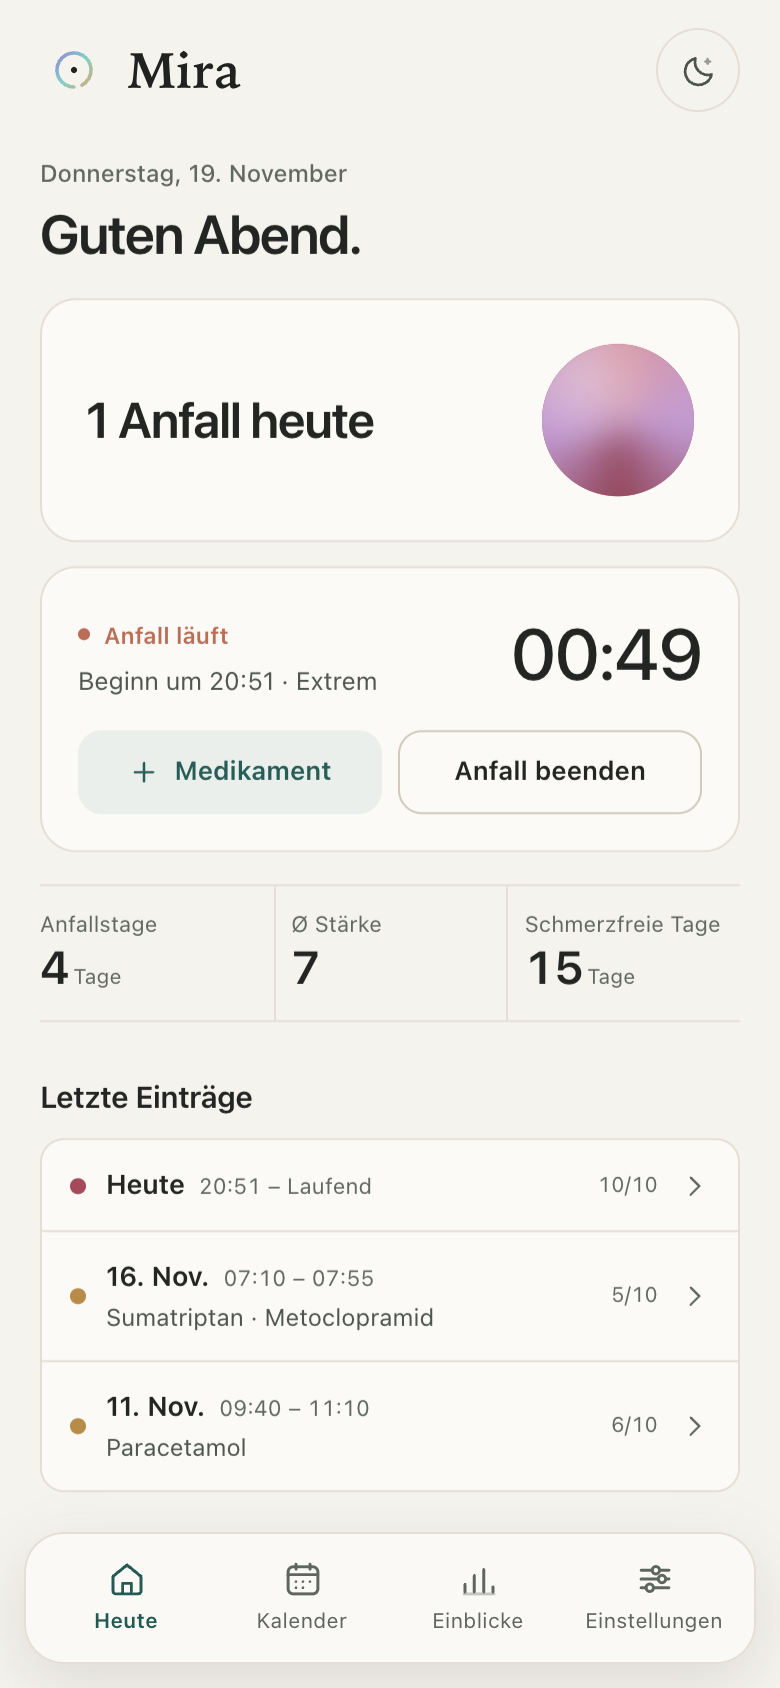 Mira
Donnerstag, 19. November
Guten Abend.
1 Anfall heute
Anfall läuft
Beginn um 20:51 · Extrem
00:49
+ Medikament
Anfall beenden
Anfallstage
4 Tage
Ø Stärke
7
Schmerzfreie Tage
15 Tage
Letzte Einträge
Heute 20:51 – Laufend 10/10
16. Nov. 07:10 – 07:55
Sumatriptan · Metoclopramid
5/10
11. Nov. 09:40 – 11:10
Paracetamol
6/10
Heute
Kalender
Einblicke
Einstellungen